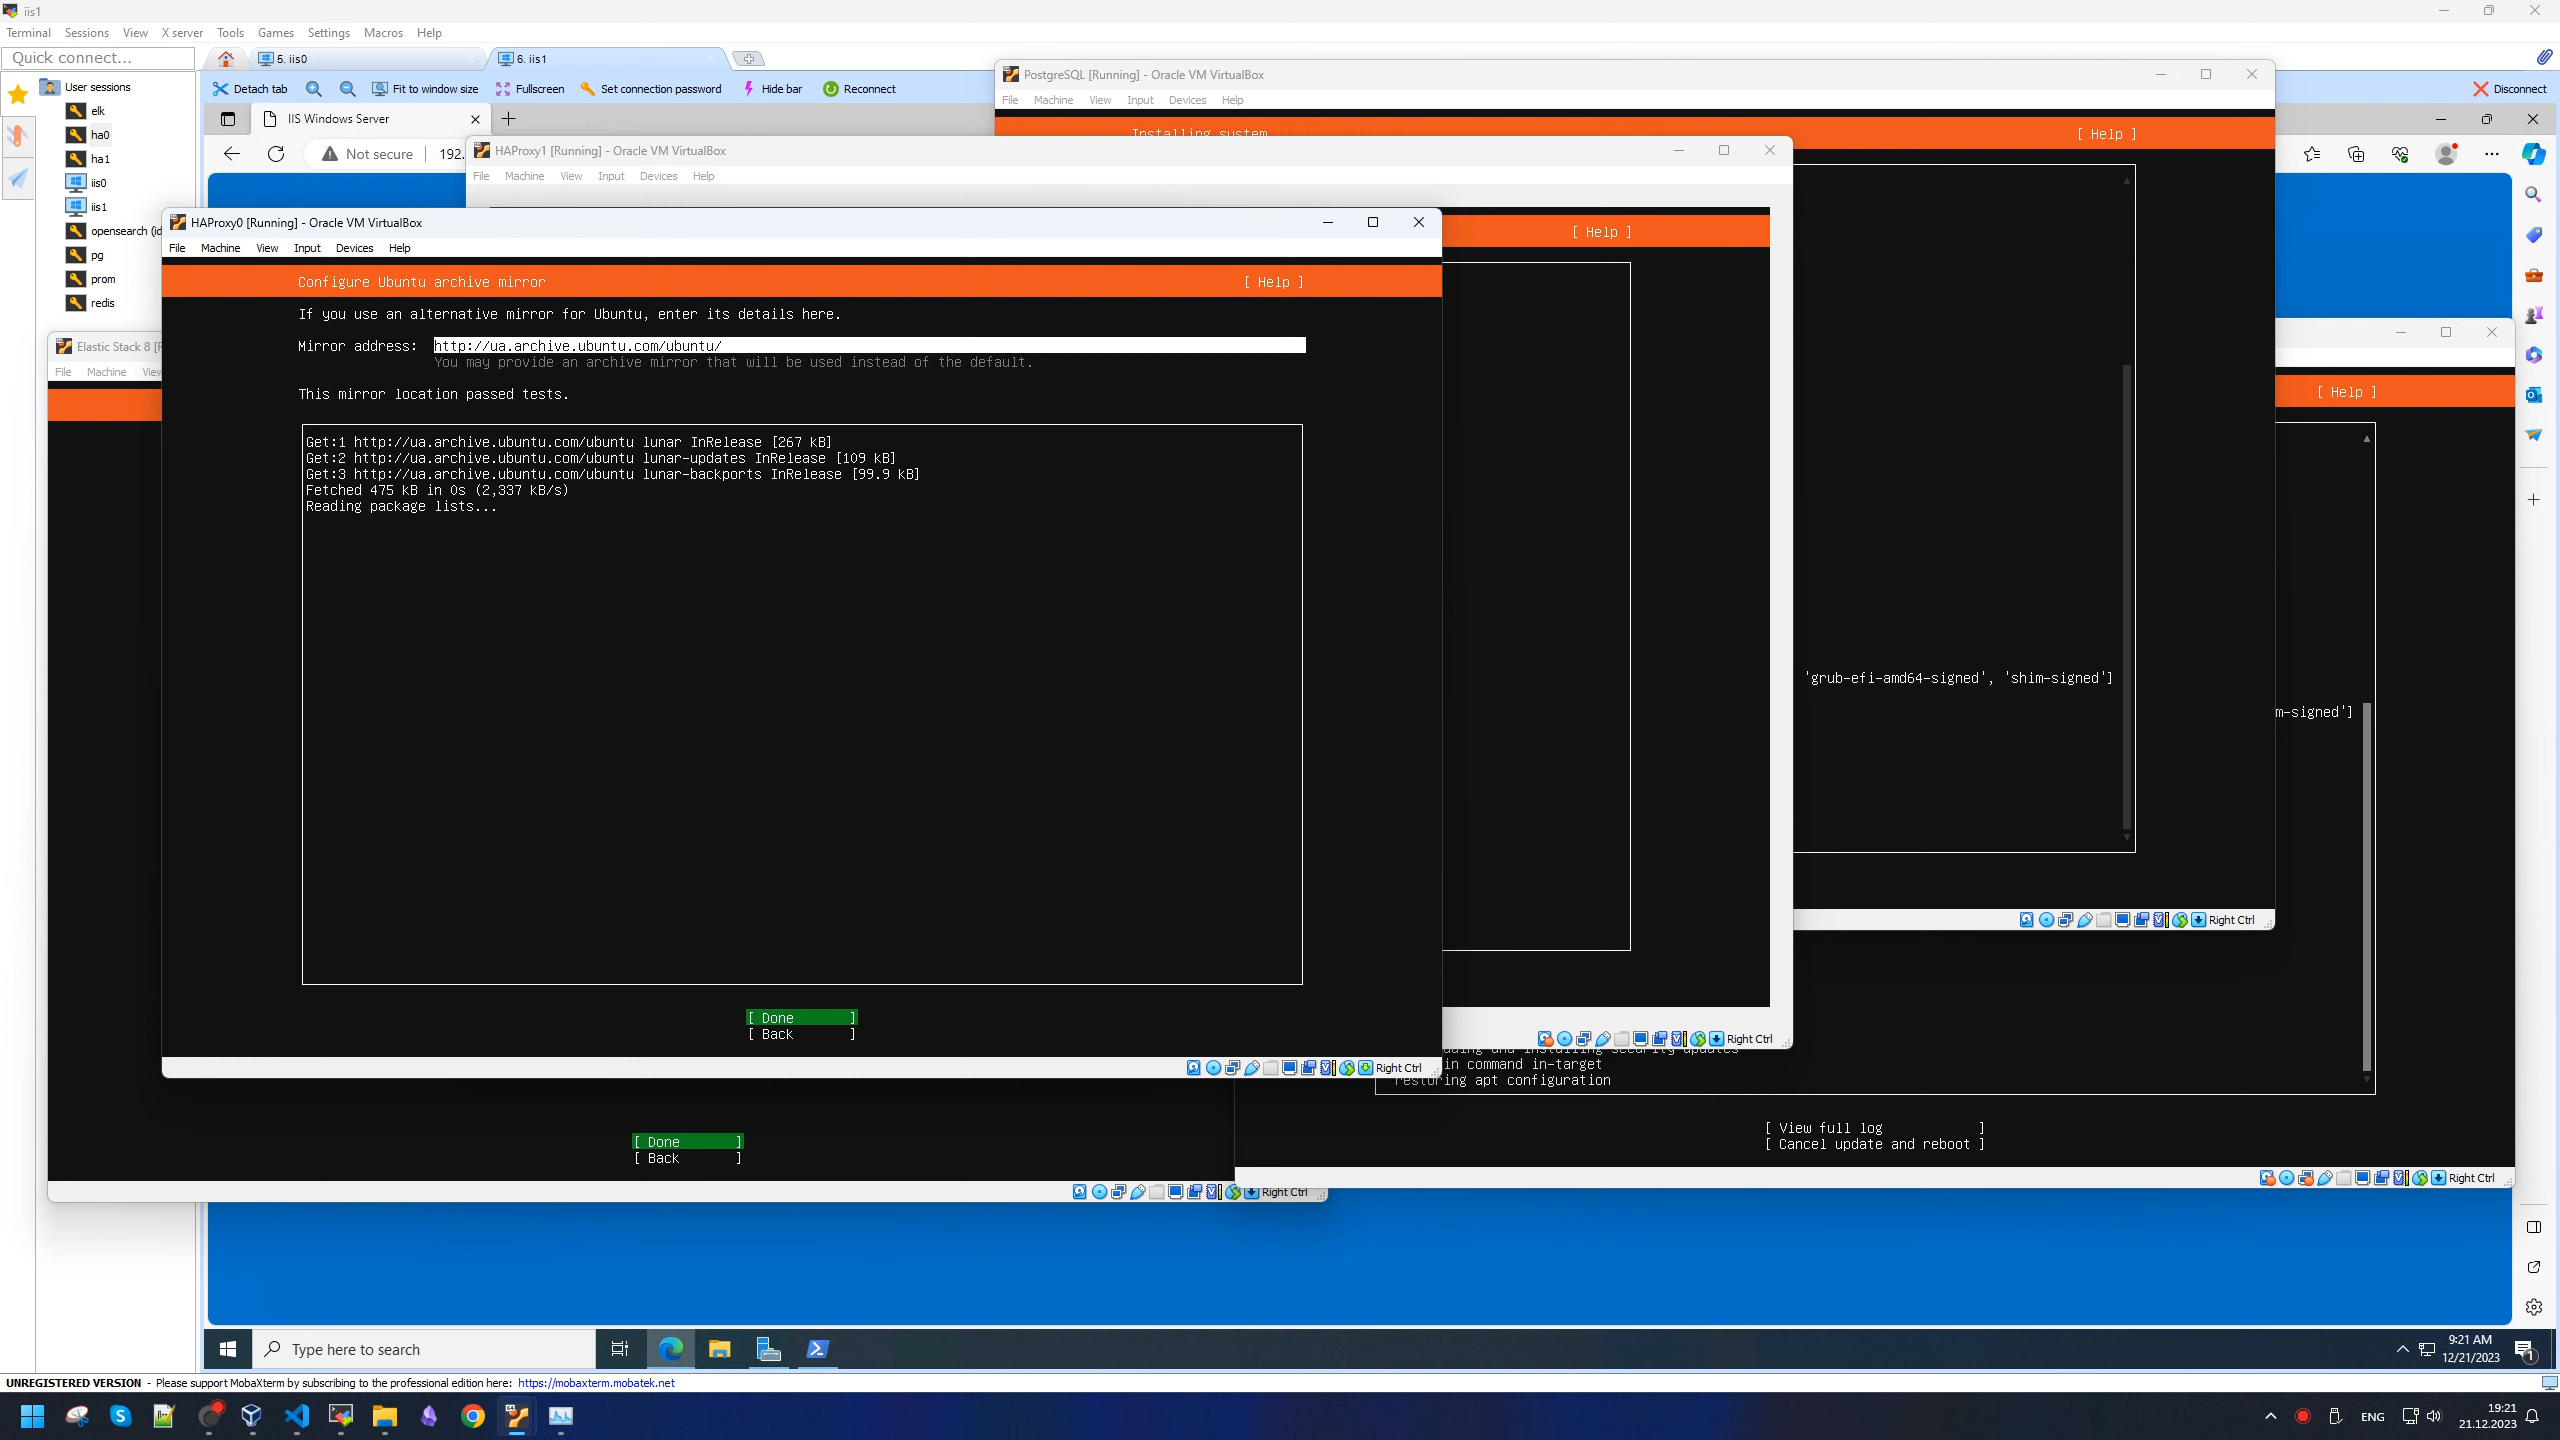 iis1
Terminal Sessions View X server Tools Games Settings Macros Help
Quick connect...
5. iis0
6. iis1
Detach tab
Fit to window size
Fullscreen
Set connection password
Hide bar
Reconnect
Disconnect
User sessions
elk
ha0
ha1
iis0
iis1
opensearch (id
pg
prom
redis
IIS Windows Server
Not secure
192.
PostgreSQL [Running] - Oracle VM VirtualBox
File Machine View Input Devices Help
Installing system
[ Help ]
'grub-efi-amd64-signed', 'shim-signed']
Right Ctrl
HAProxy1 [Running] - Oracle VM VirtualBox
File Machine View Input Devices Help
[ Help ]
Right Ctrl
HAProxy0 [Running] - Oracle VM VirtualBox
File Machine View Input Devices Help
Configure Ubuntu archive mirror
[ Help ]
If you use an alternative mirror for Ubuntu, enter its details here.
Mirror address: http://ua.archive.ubuntu.com/ubuntu/
You may provide an archive mirror that will be used instead of the default.
This mirror location passed tests.
Get:1 http://ua.archive.ubuntu.com/ubuntu lunar InRelease [267 kB]
Get:2 http://ua.archive.ubuntu.com/ubuntu lunar-updates InRelease [109 kB]
Get:3 http://ua.archive.ubuntu.com/ubuntu lunar-backports InRelease [99.9 kB]
Fetched 475 kB in 0s (2,337 kB/s)
Reading package lists...
[ Done ]
[ Back ]
Right Ctrl
Elastic Stack 8 [R
File Machine View
[ Done ]
[ Back ]
Right Ctrl
[ Help ]
m-signed']
ding and installing security updates
in command in-target
restoring apt configuration
[ View full log ]
[ Cancel update and reboot ]
Right Ctrl
Type here to search
9:21 AM
12/21/2023
1
UNREGISTERED VERSION - Please support MobaXterm by subscribing to the professional edition here: https://mobaxterm.mobatek.net
ENG
19:21
21.12.2023